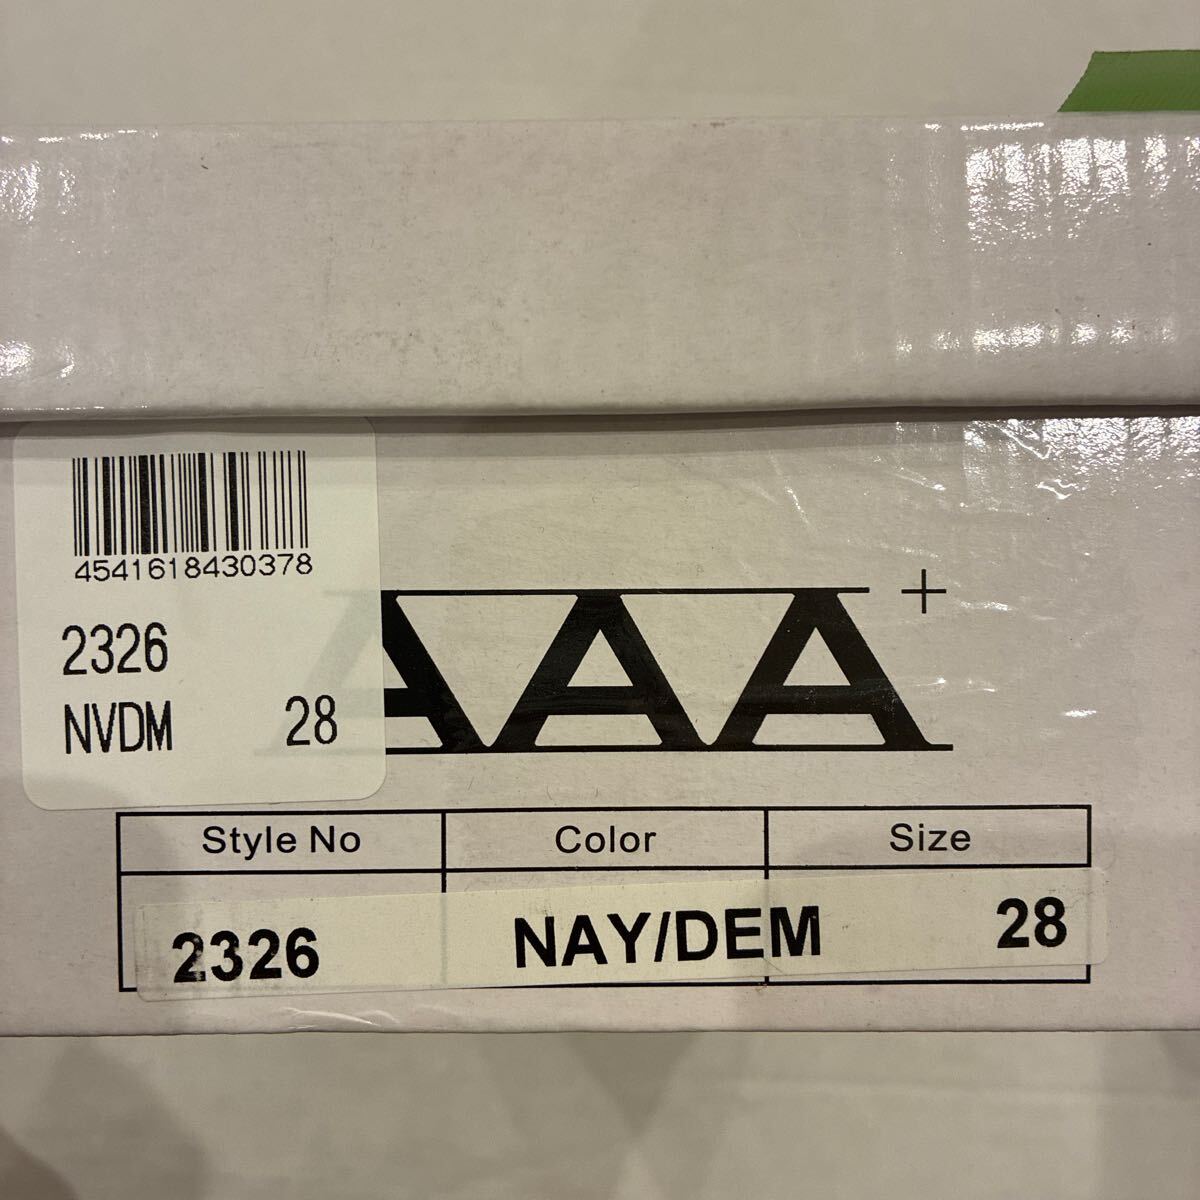 4541618430378
2326
NVDM 28
AAA+
Style No Color Size
2326 NAY/DEM 28